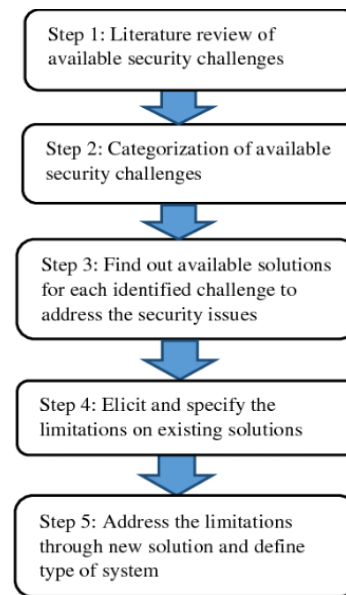 Step 1: Literature review of
available security challenges
Step 2: Categorization of available
security challenges
Step 3: Find out available solutions
for each identified challenge to
address the security issues
Step 4: Elicit and specify the
limitations on existing solutions
Step 5: Address the limitations
through new solution and define
type of system